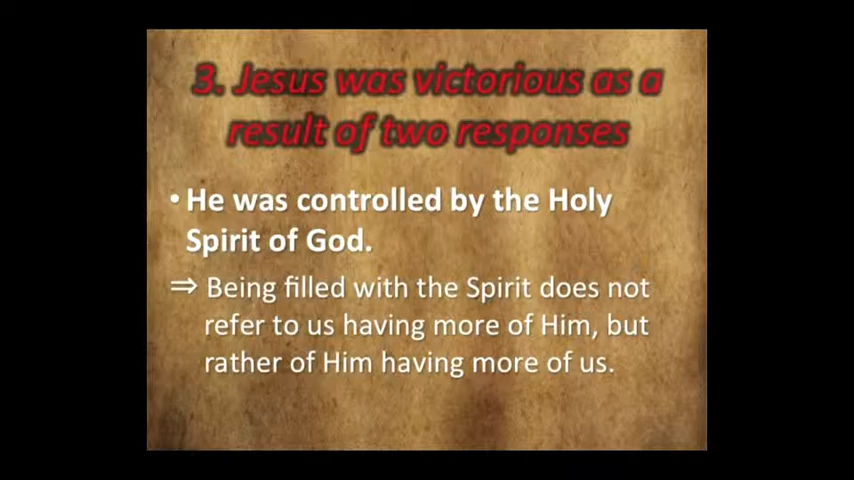 3. Jesus was victorious as a
result of two responses
• He was controlled by the Holy
Spirit of God.
⇒ Being filled with the Spirit does not
refer to us having more of Him, but
rather of Him having more of us.